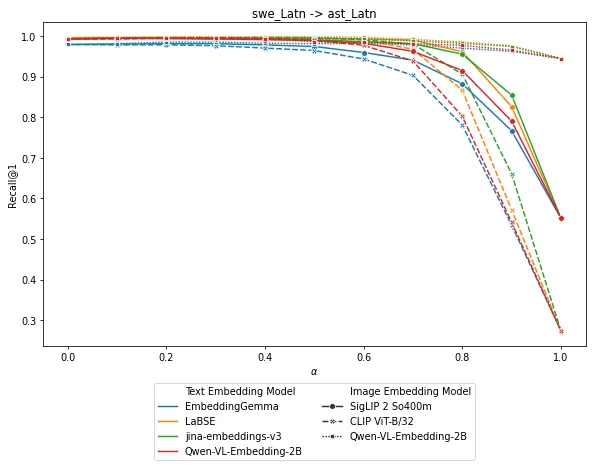 swe_Latn -> ast_Latn
Recall@1
1.0
0.9
0.8
0.7
0.6
0.5
0.4
0.3
0.0 0.2 0.4 0.6 0.8 1.0
α
Text Embedding Model
EmbeddingGemma
LaBSE
jina-embeddings-v3
Qwen-VL-Embedding-2B
Image Embedding Model
SigLIP 2 So400m
CLIP ViT-B/32
Qwen-VL-Embedding-2B